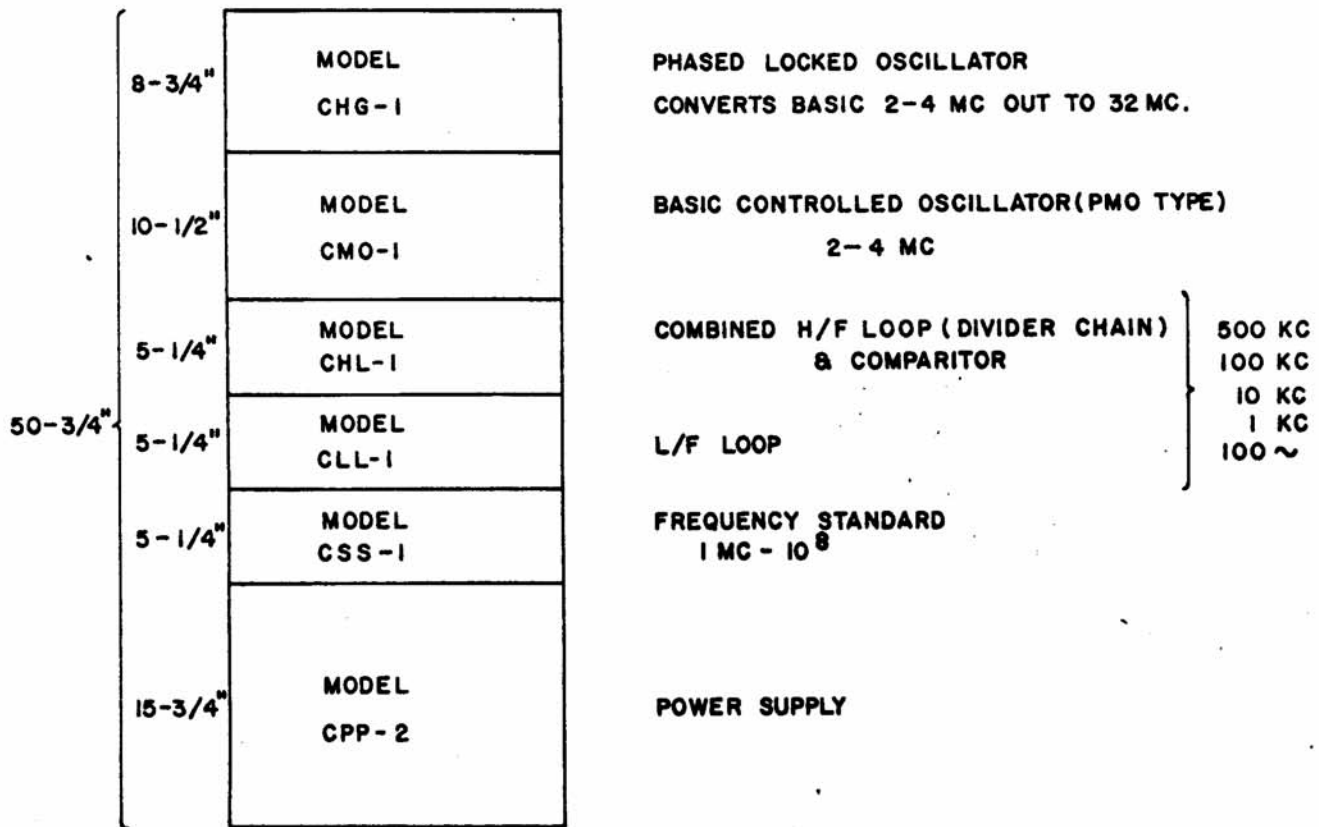 8-3/4"
MODEL
CHG-1
PHASED LOCKED OSCILLATOR
CONVERTS BASIC 2-4 MC OUT TO 32 MC.
10-1/2"
MODEL
CMO-1
BASIC CONTROLLED OSCILLATOR(PMO TYPE)
2-4 MC
5-1/4"
MODEL
CHL-1
COMBINED H/F LOOP (DIVIDER CHAIN)
& COMPARITOR
500 KC
100 KC
10 KC
1 KC
100 ~
50-3/4"
5-1/4"
MODEL
CLL-1
L/F LOOP
5-1/4"
MODEL
CSS-1
FREQUENCY STANDARD
1 MC - 10⁸
15-3/4"
MODEL
CPP-2
POWER SUPPLY